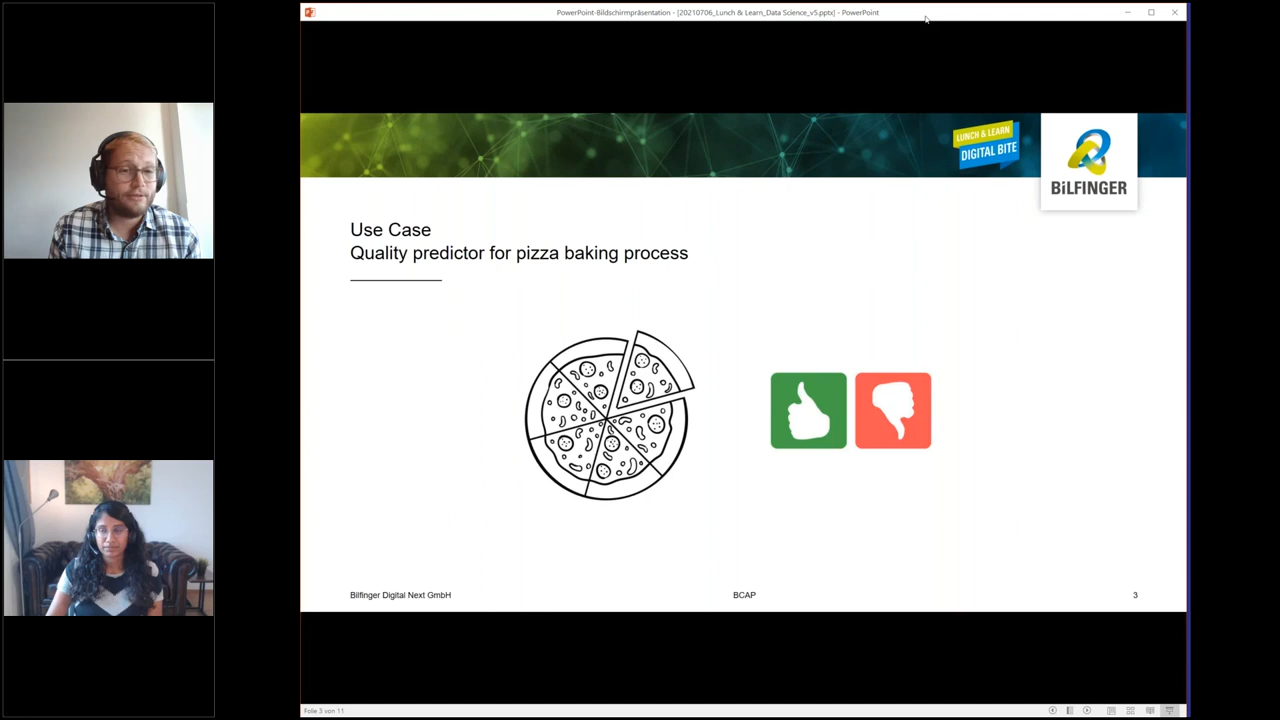 PowerPoint-Bildschirmpräsentation - [20210706_Lunch & Learn_Data Science_v5.pptx] - PowerPoint
LUNCH & LEARN
DIGITAL BITE
BiLFINGER
Use Case
Quality predictor for pizza baking process
Bilfinger Digital Next GmbH
BCAP
3
Folie 3 von 11